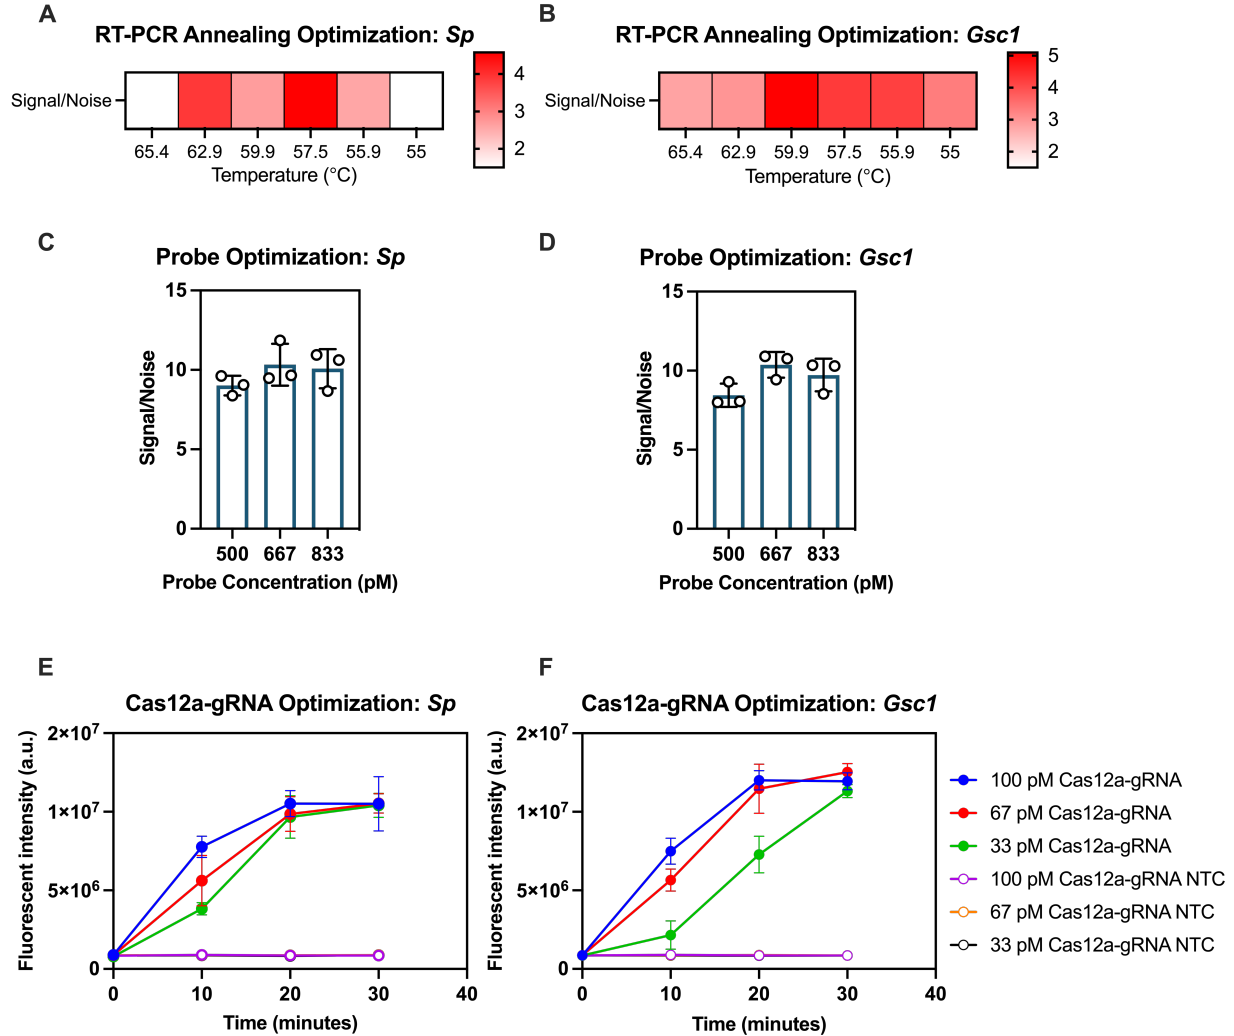 A
RT-PCR Annealing Optimization: Sp
Signal/Noise
65.4 62.9 59.9 57.5 55.9 55
Temperature (°C)
4
3
2
B
RT-PCR Annealing Optimization: Gsc1
Signal/Noise
65.4 62.9 59.9 57.5 55.9 55
Temperature (°C)
5
4
3
2
C
Probe Optimization: Sp
Signal/Noise
15
10
5
0
500 667 833
Probe Concentration (pM)
D
Probe Optimization: Gsc1
Signal/Noise
15
10
5
0
500 667 833
Probe Concentration (pM)
E
Cas12a-gRNA Optimization: Sp
Fluorescent intensity (a.u.)
2×10⁷
1×10⁷
5×10⁶
0
0 10 20 30 40
Time (minutes)
F
Cas12a-gRNA Optimization: Gsc1
Fluorescent intensity (a.u.)
2×10⁷
1×10⁷
5×10⁶
0
0 10 20 30 40
Time (minutes)
100 pM Cas12a-gRNA
67 pM Cas12a-gRNA
33 pM Cas12a-gRNA
100 pM Cas12a-gRNA NTC
67 pM Cas12a-gRNA NTC
33 pM Cas12a-gRNA NTC